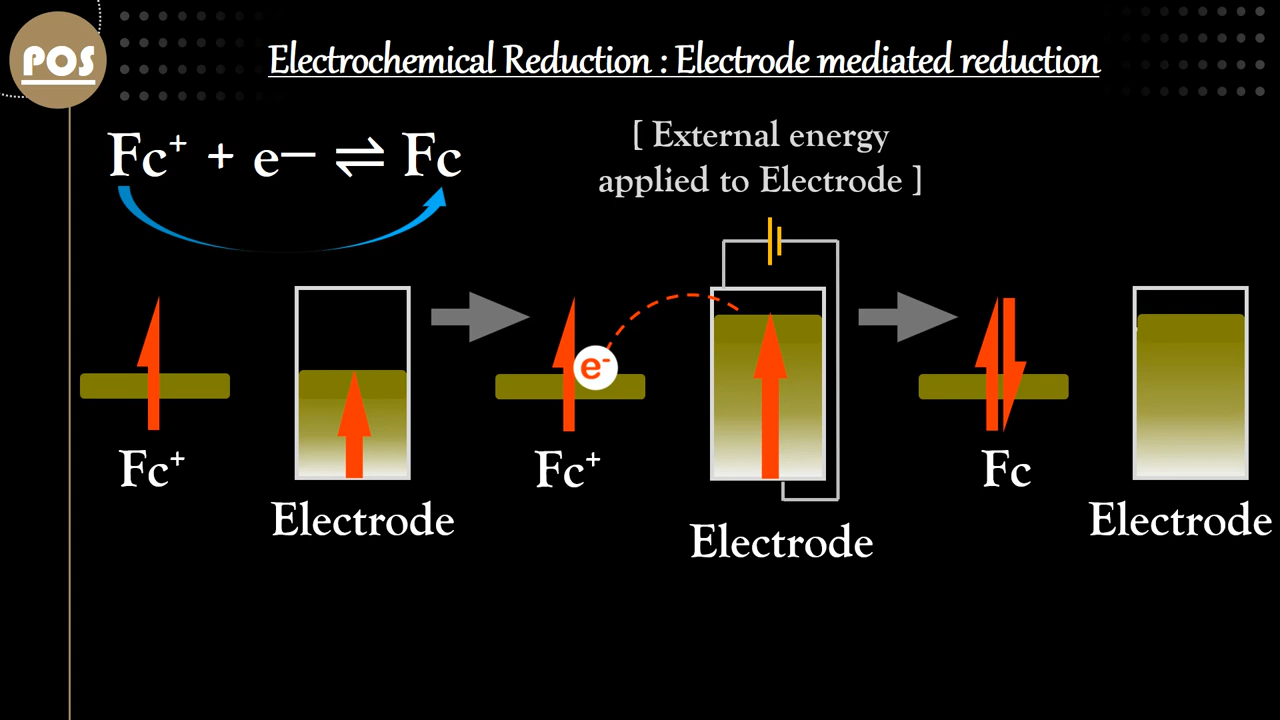 POS
Electrochemical Reduction : Electrode mediated reduction
Fc⁺ + e− ⇌ Fc
[ External energy
applied to Electrode ]
e⁻
Fc⁺
Electrode
Fc⁺
Electrode
Fc
Electrode